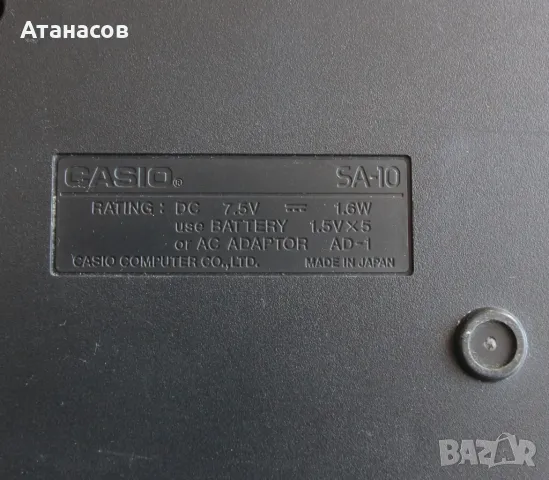 Атанасов
CASIO® SA-10
RATING : DC 7.5V ⎓ 1.6W
use BATTERY 1.5V×5
or AC ADAPTOR AD-1
CASIO COMPUTER CO.,LTD. MADE IN JAPAN
BAZAR